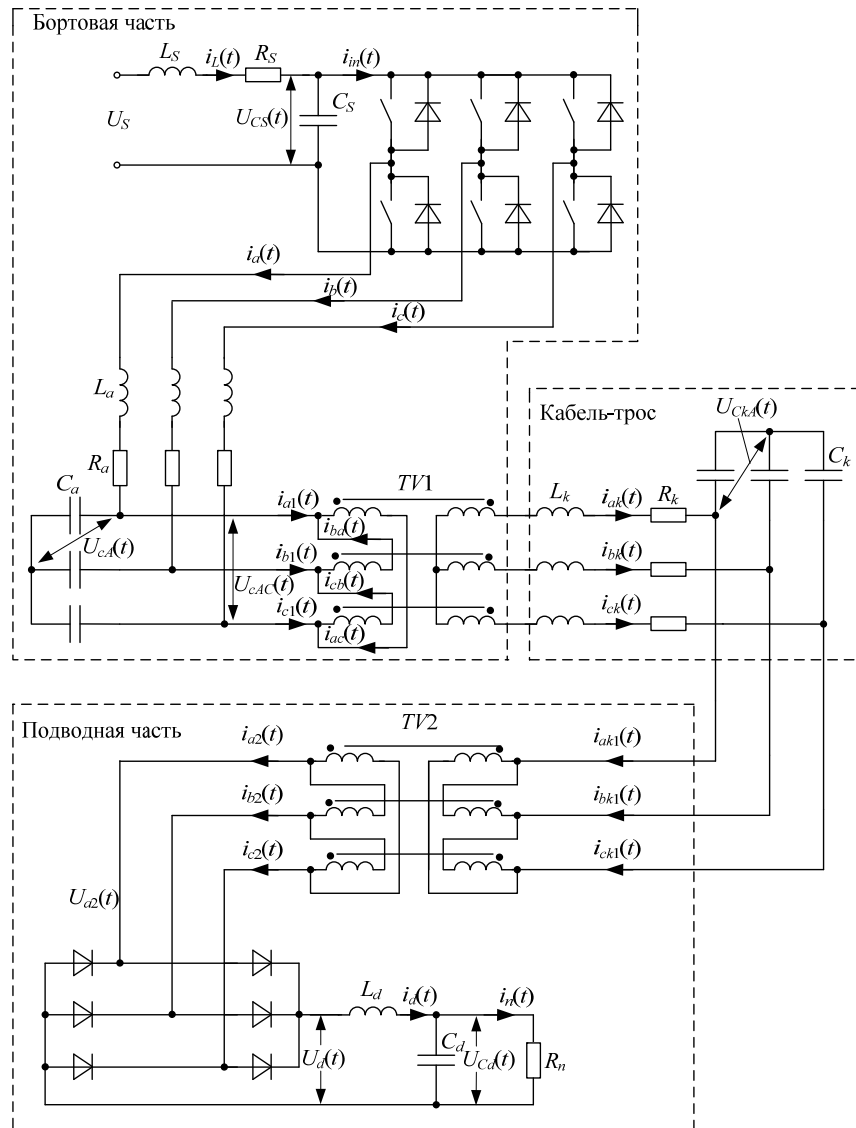 Бортовая часть
L_S
i_L(t)
R_S
i_in(t)
U_S
U_CS(t)
C_S
i_a(t)
i_b(t)
i_c(t)
L_a
R_a
C_a
U_cA(t)
i_a1(t)
i_ba(t)
i_b1(t)
U_cAC(t)
i_cb(t)
i_c1(t)
i_ac(t)
TV1
Кабель-трос
U_CkA(t)
C_k
L_k
i_ak(t)
R_k
i_bk(t)
i_ck(t)
Подводная часть
TV2
i_a2(t)
i_ak1(t)
i_b2(t)
i_bk1(t)
i_c2(t)
i_ck1(t)
U_a2(t)
L_d
i_d(t)
i_n(t)
U_d(t)
C_d
U_Cd(t)
R_n